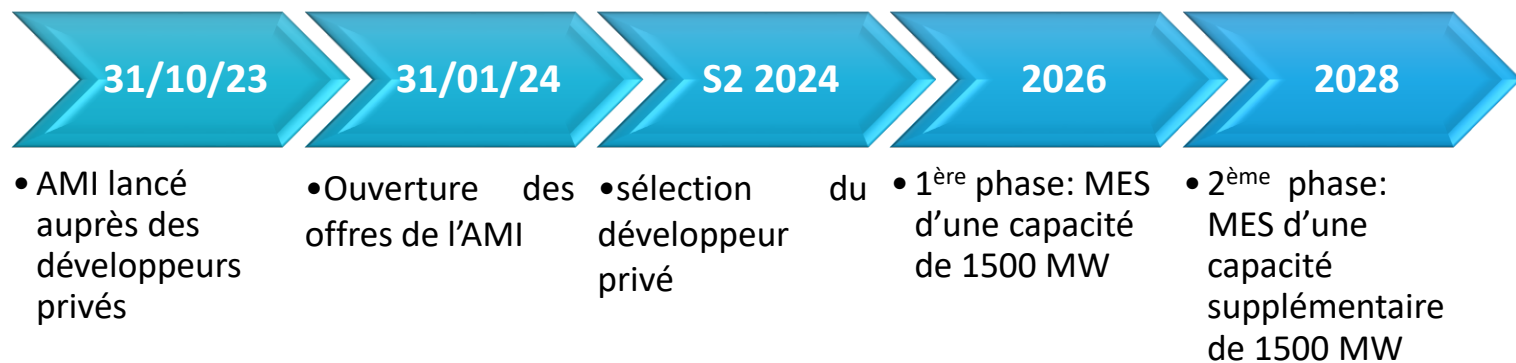 31/10/23
31/01/24
S2 2024
2026
2028
• AMI lancé
auprès des
développeurs
privés
•Ouverture des
offres de l’AMI
•sélection du
développeur
privé
• 1ère phase: MES
d’une capacité
de 1500 MW
• 2ème phase:
MES d’une
capacité
supplémentaire
de 1500 MW